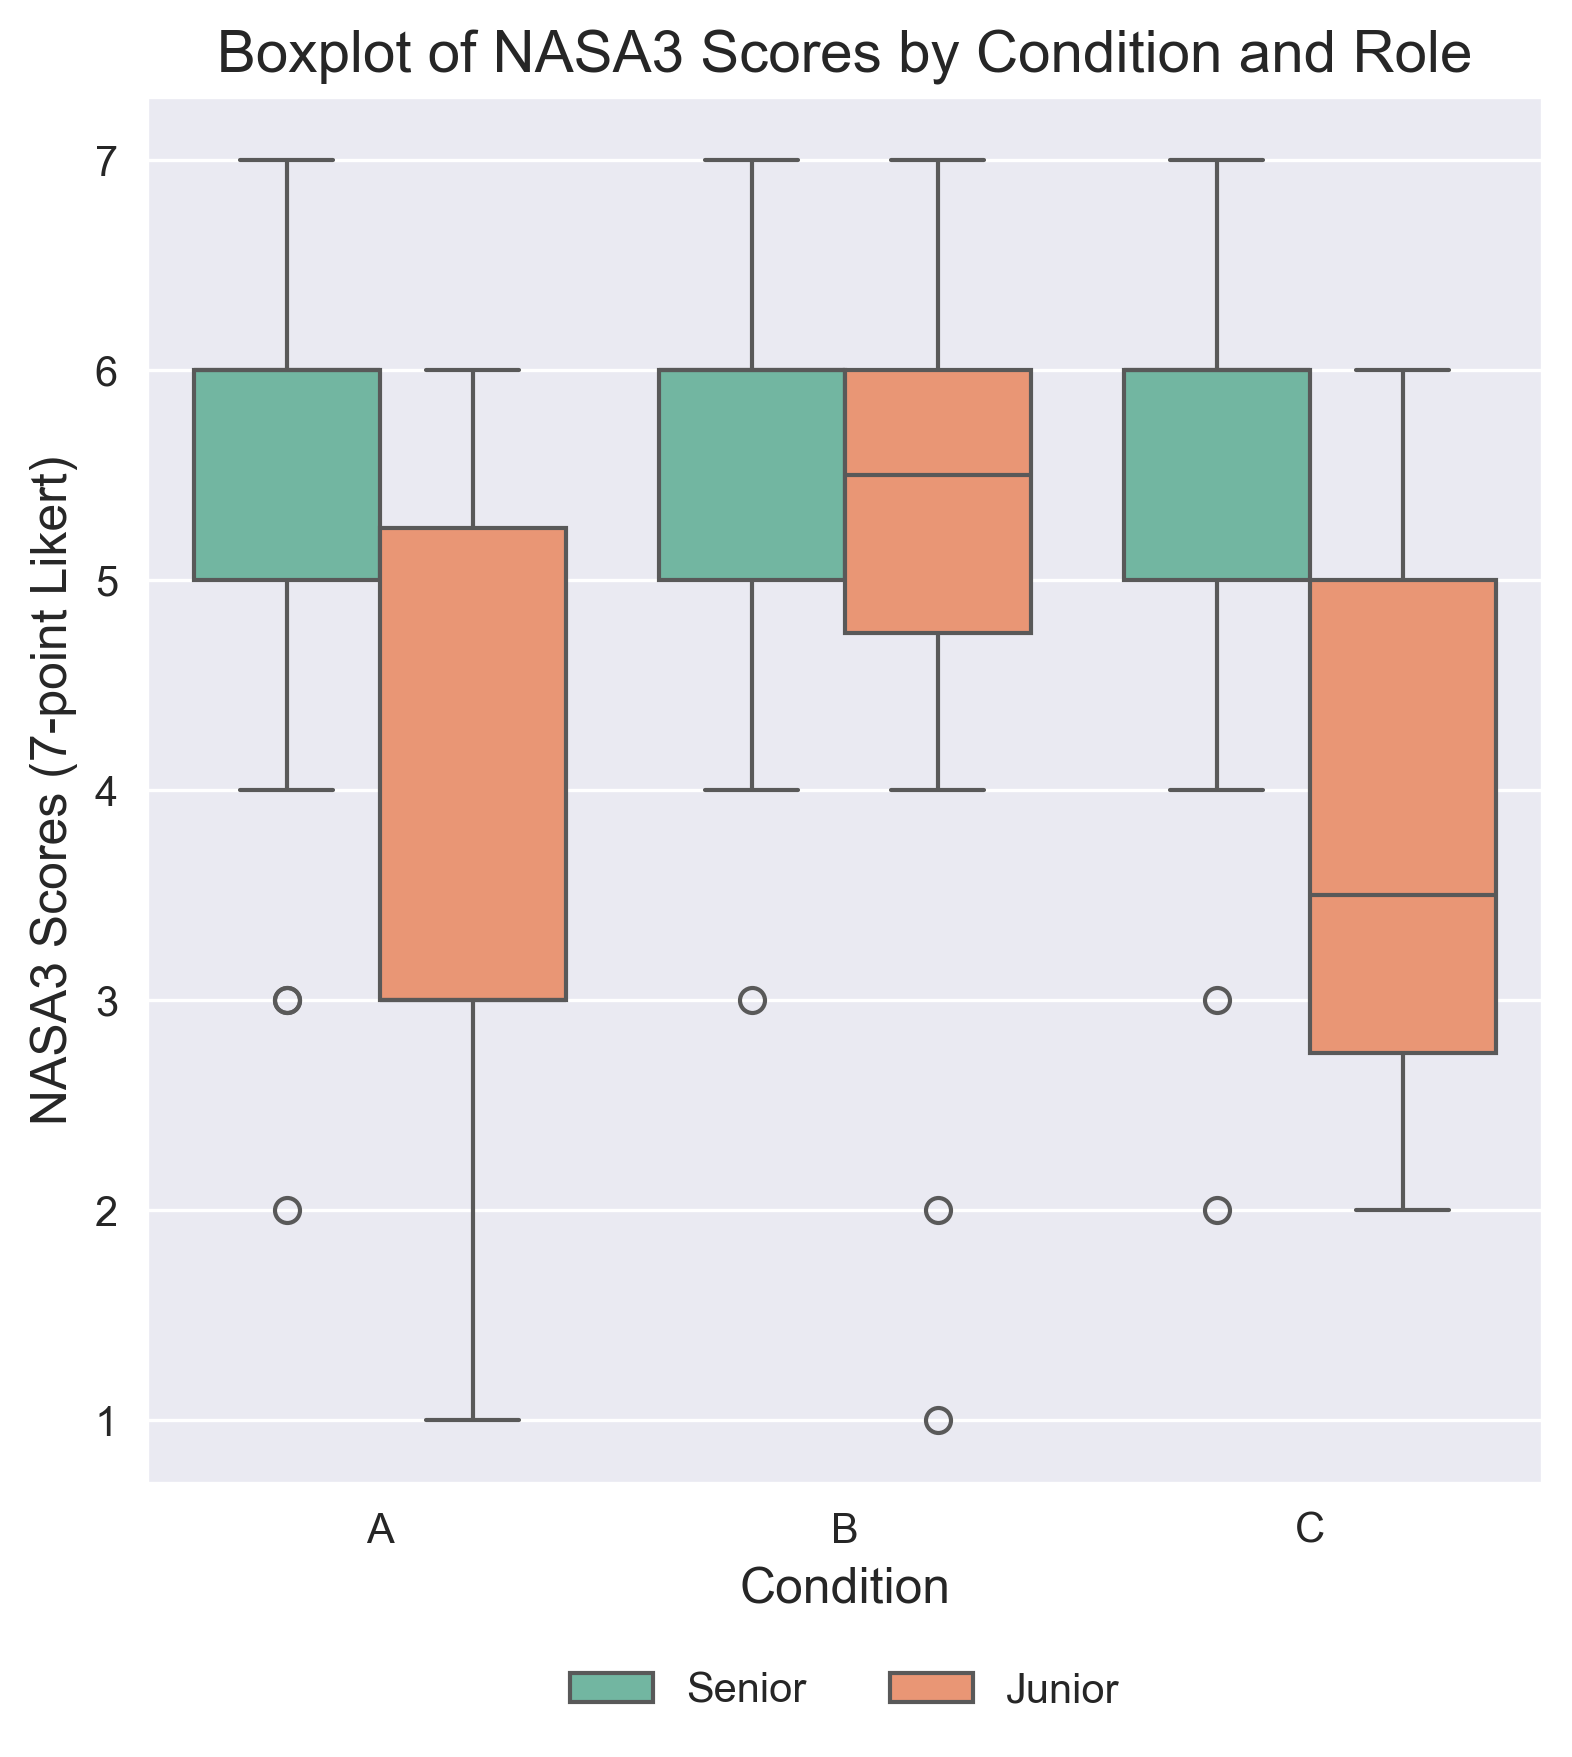 Boxplot of NASA3 Scores by Condition and Role
NASA3 Scores (7-point Likert)
7
6
5
4
3
2
1
A
B
C
Condition
Senior
Junior